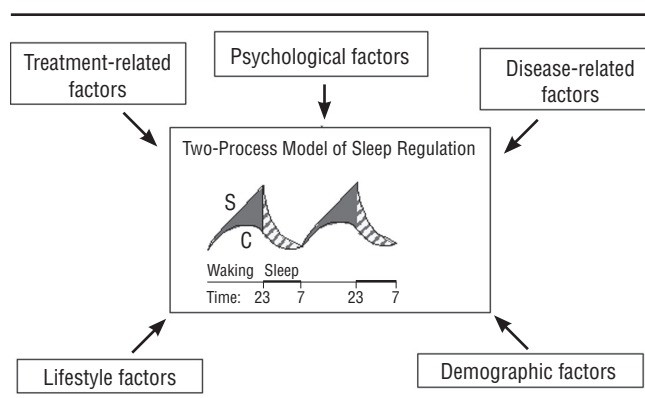 Psychological factors
Treatment-related
factors
Disease-related
factors
Two-Process Model of Sleep Regulation
S
C
Waking Sleep
Time: 23 7 23 7
Lifestyle factors
Demographic factors